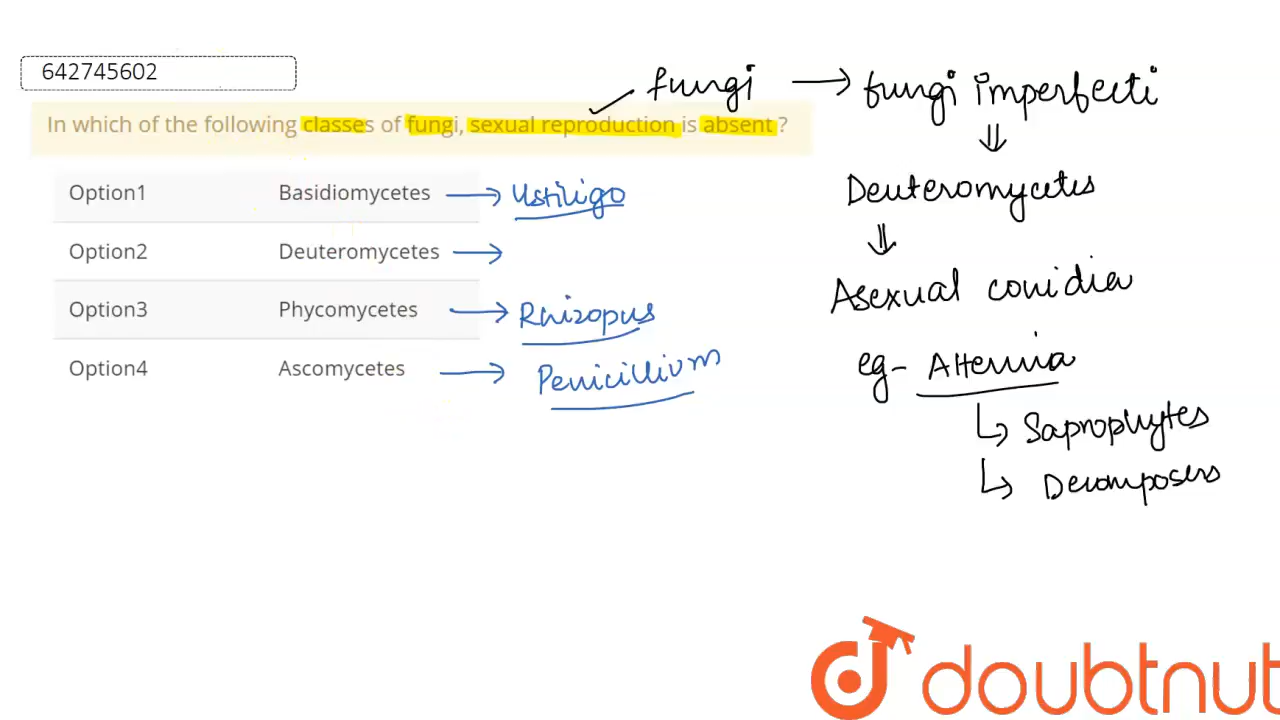 642745602
fungi → fungi imperfecti
In which of the following classes of fungi, sexual reproduction is absent ?
⇓
Deuteromycetes
Option1 Basidiomycetes → Ustiligo
⇓
Option2 Deuteromycetes →
Asexual conidia
Option3 Phycomycetes → Rhizopus
eg- Alternia
Option4 Ascomycetes → Penicillium
↳ Saprophytes
↳ Decomposers
doubtnut